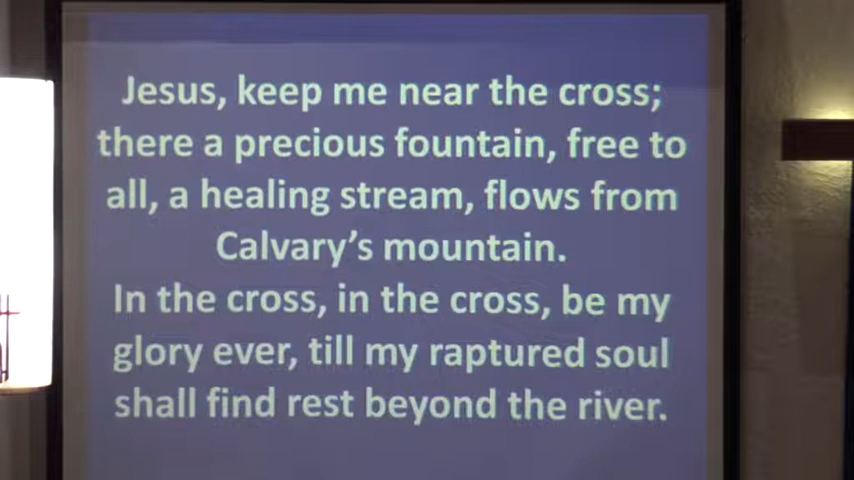 Jesus, keep me near the cross;
there a precious fountain, free to
all, a healing stream, flows from
Calvary’s mountain.
In the cross, in the cross, be my
glory ever, till my raptured soul
shall find rest beyond the river.